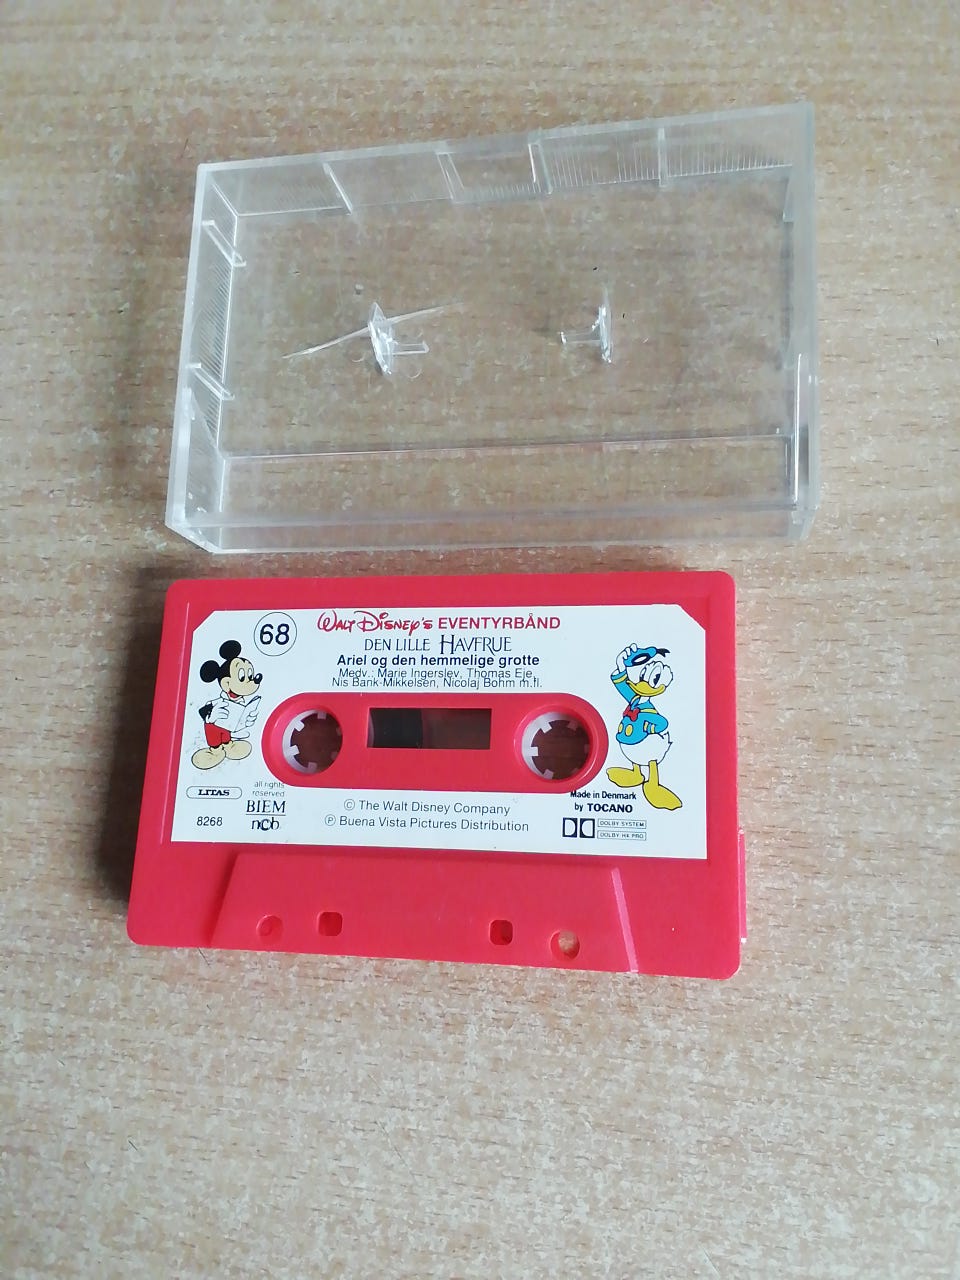 68
Walt Disney's EVENTYRBÅND
DEN LILLE HAVFRUE
Ariel og den hemmelige grotte
Medv.: Marie Ingerslev, Thomas Eje,
Nis Bank-Mikkelsen, Nicolaj Bohm m.fl.
LITAS
all rights
reserved
BIEM
ncb
8268
© The Walt Disney Company
℗ Buena Vista Pictures Distribution
Made in Denmark
by TOCANO
DOLBY SYSTEM
DOLBY HX PRO